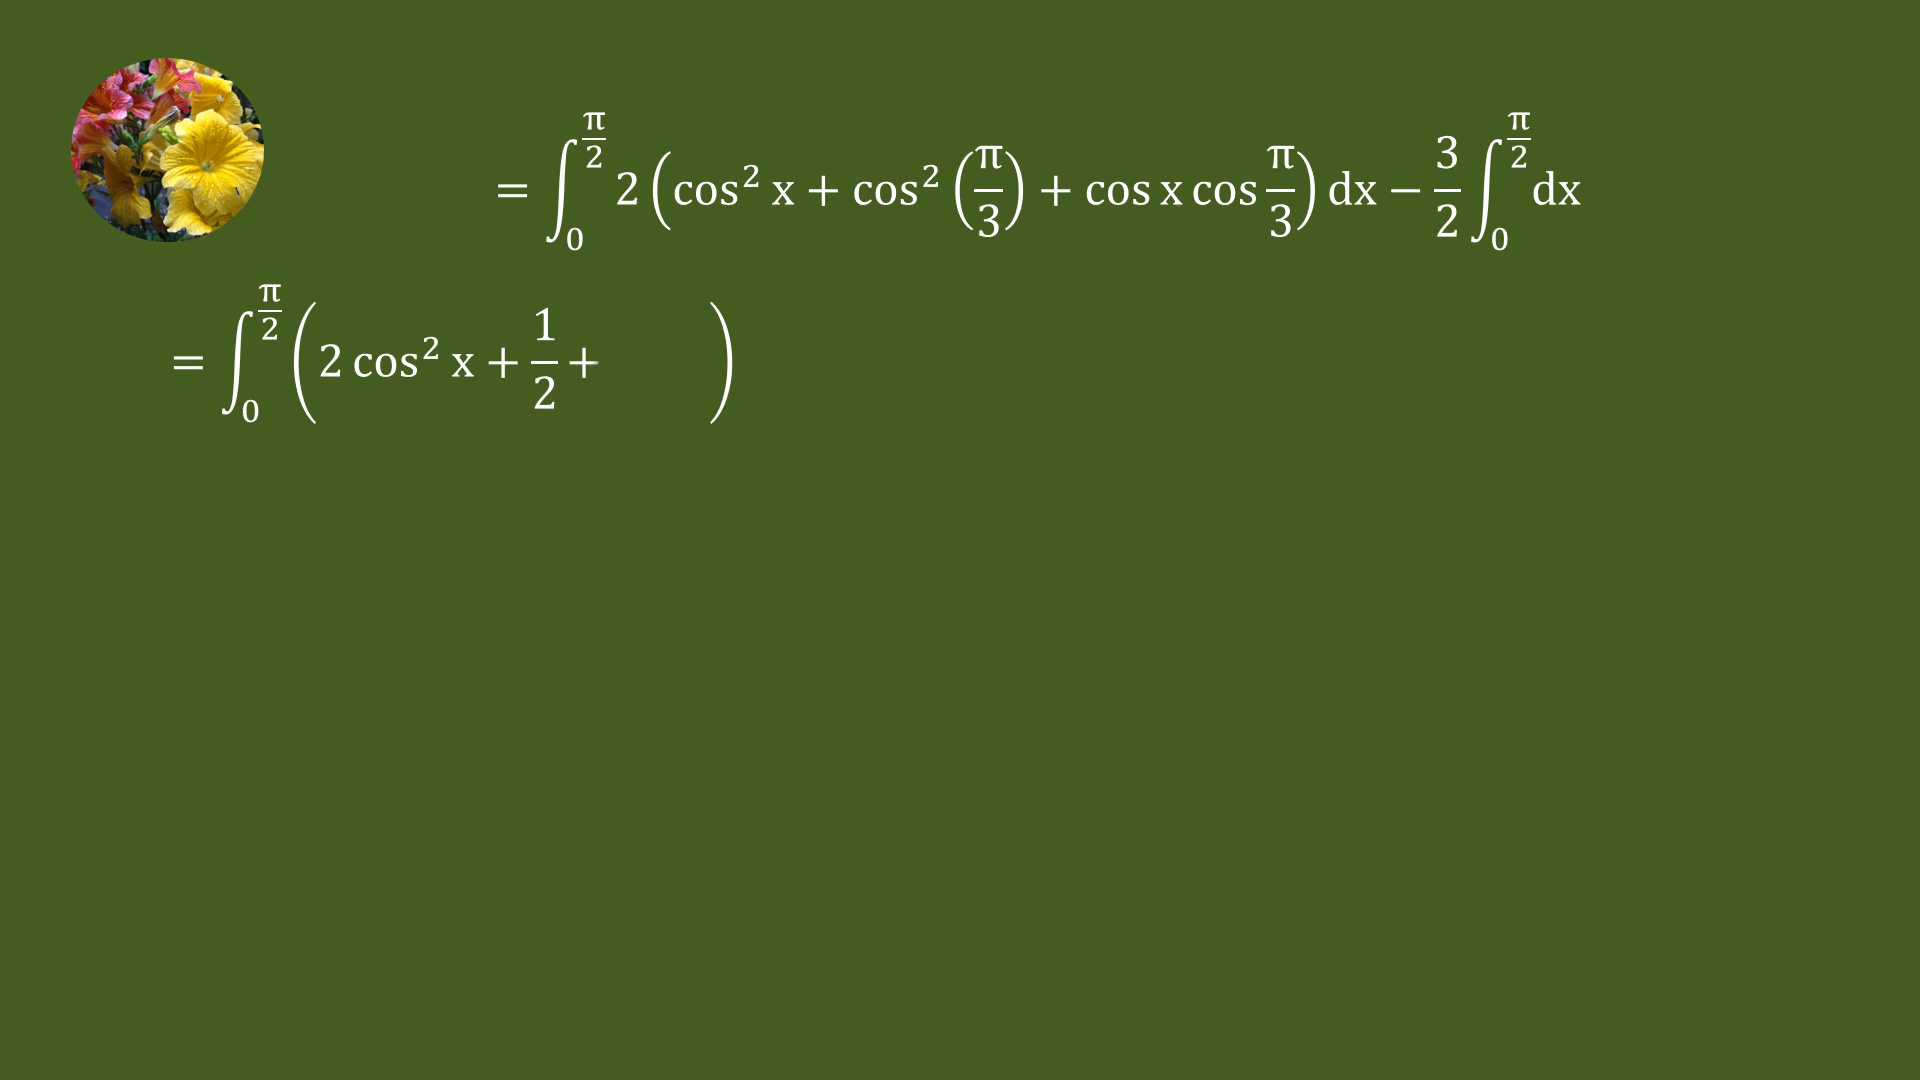 = ∫₀^(π/2) 2 (cos² x + cos² (π/3) + cos x cos π/3) dx − 3/2 ∫₀^(π/2) dx
= ∫₀^(π/2) (2 cos² x + 1/2 + )